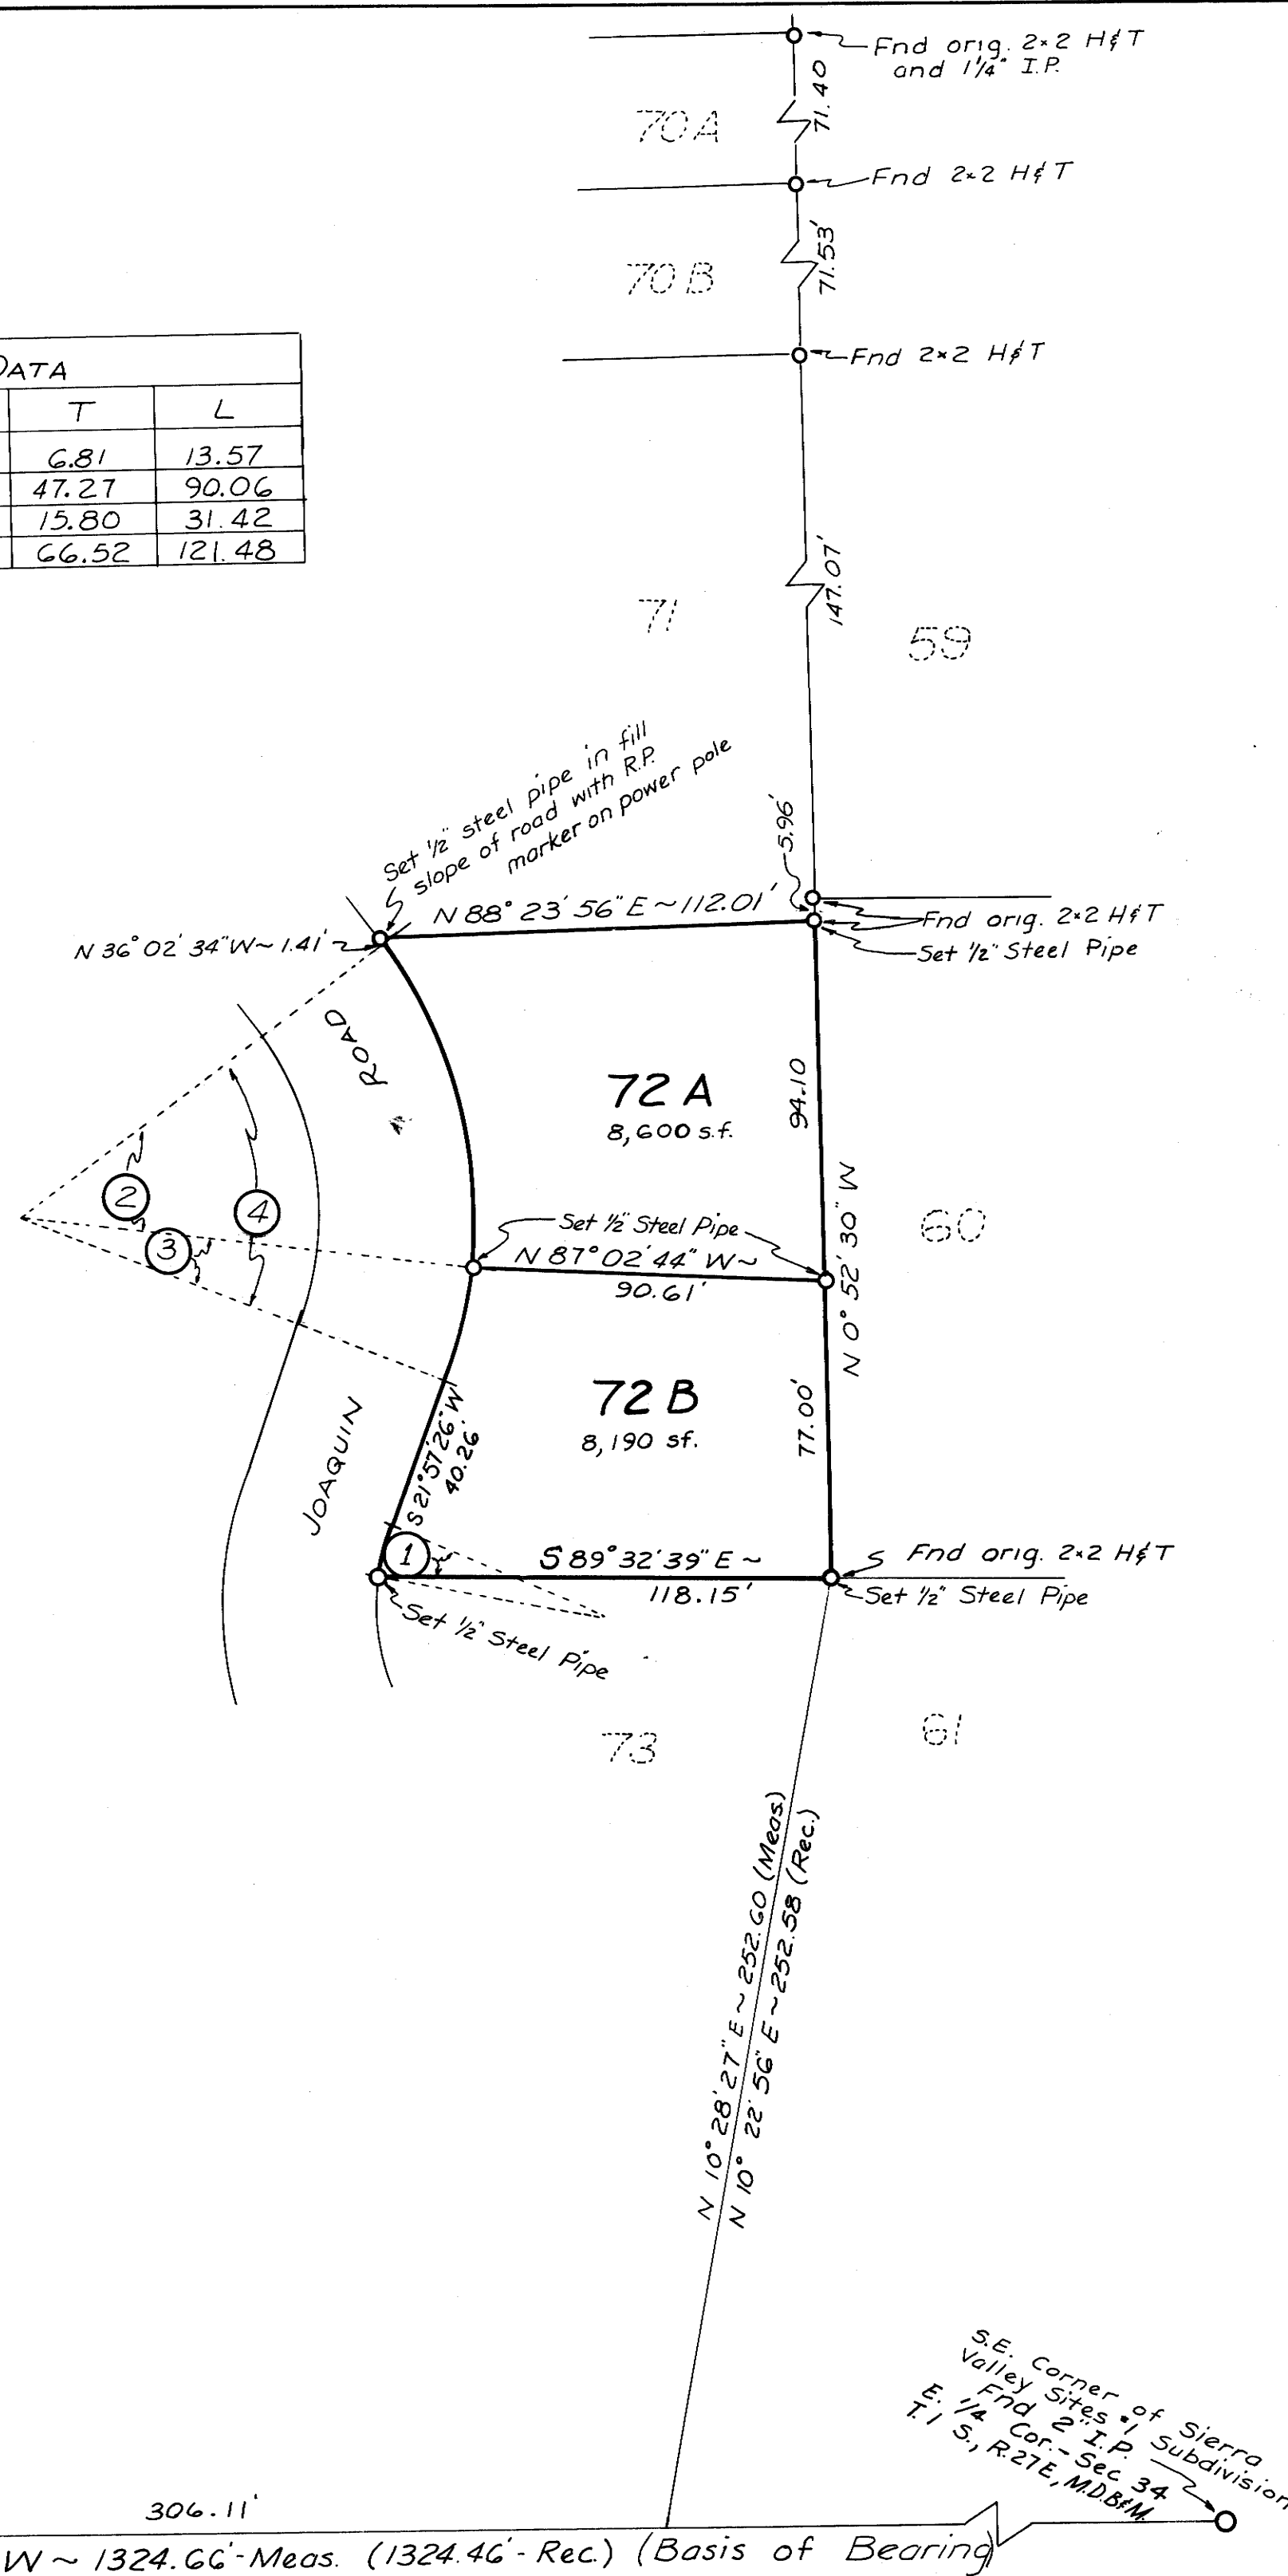 Fnd orig. 2×2 H&T
and 1¼" I.P.
71.40
70A
Fnd 2×2 H&T
71.53'
70B
Fnd 2×2 H&T
DATA
T L
6.81 13.57
47.27 90.06
15.80 31.42
66.52 121.48
147.07'
71
59
Set ½" steel pipe in fill
slope of road with R.P.
marker on power pole
5.96'
N 88° 23' 56" E ~ 112.01'
Fnd orig. 2×2 H&T
N 36° 02' 34" W ~ 1.41'
Set ½" Steel Pipe
ROAD
72 A
8,600 s.f.
94.10
2
4
3
Set ½" Steel Pipe
60
N 87° 02' 44" W ~
90.61'
N 0° 52' 30" W
72 B
8,190 sf.
77.00'
S 21° 57' 26" W
40.26'
JOAQUIN
1
S 89° 32' 39" E ~
118.15'
Fnd orig. 2×2 H&T
Set ½" Steel Pipe
Set ½" Steel Pipe
73
61
N 10° 28' 27" E ~ 252.60 (Meas)
N 10° 22' 56" E ~ 252.58 (Rec.)
S.E. Corner of Sierra
Valley Sites #1 Subdivision
Fnd 2" I.P.
E. 1/4 Cor. - Sec 34
T. 1 S., R. 27E, M.D.B&M.
306.11'
W ~ 1324.66' - Meas. (1324.46' - Rec.) (Basis of Bearing)